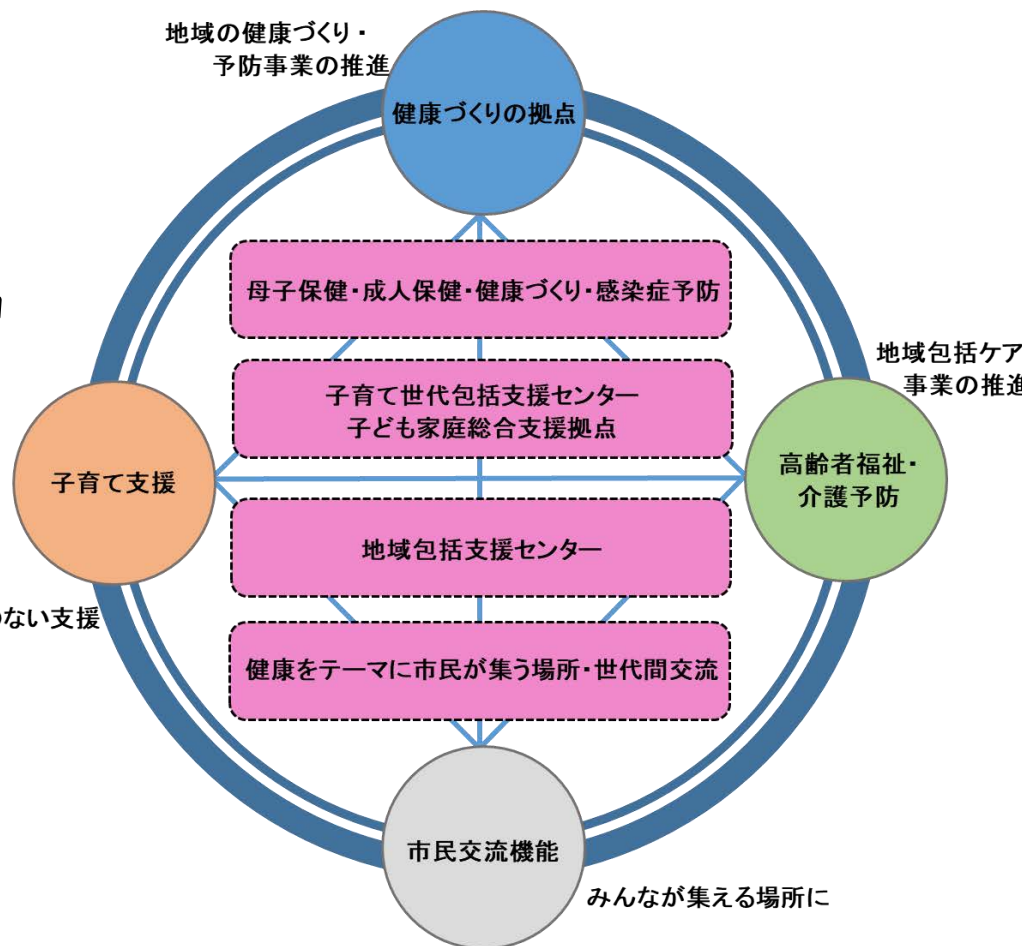 地域の健康づくり・
予防事業の推進
健康づくりの拠点
母子保健・成人保健・健康づくり・感染症予防
地域包括ケア
事業の推進
子育て世代包括支援センター
子ども家庭総合支援拠点
子育て支援
高齢者福祉・
介護予防
地域包括支援センター
ない支援
健康をテーマに市民が集う場所・世代間交流
市民交流機能
みんなが集える場所に